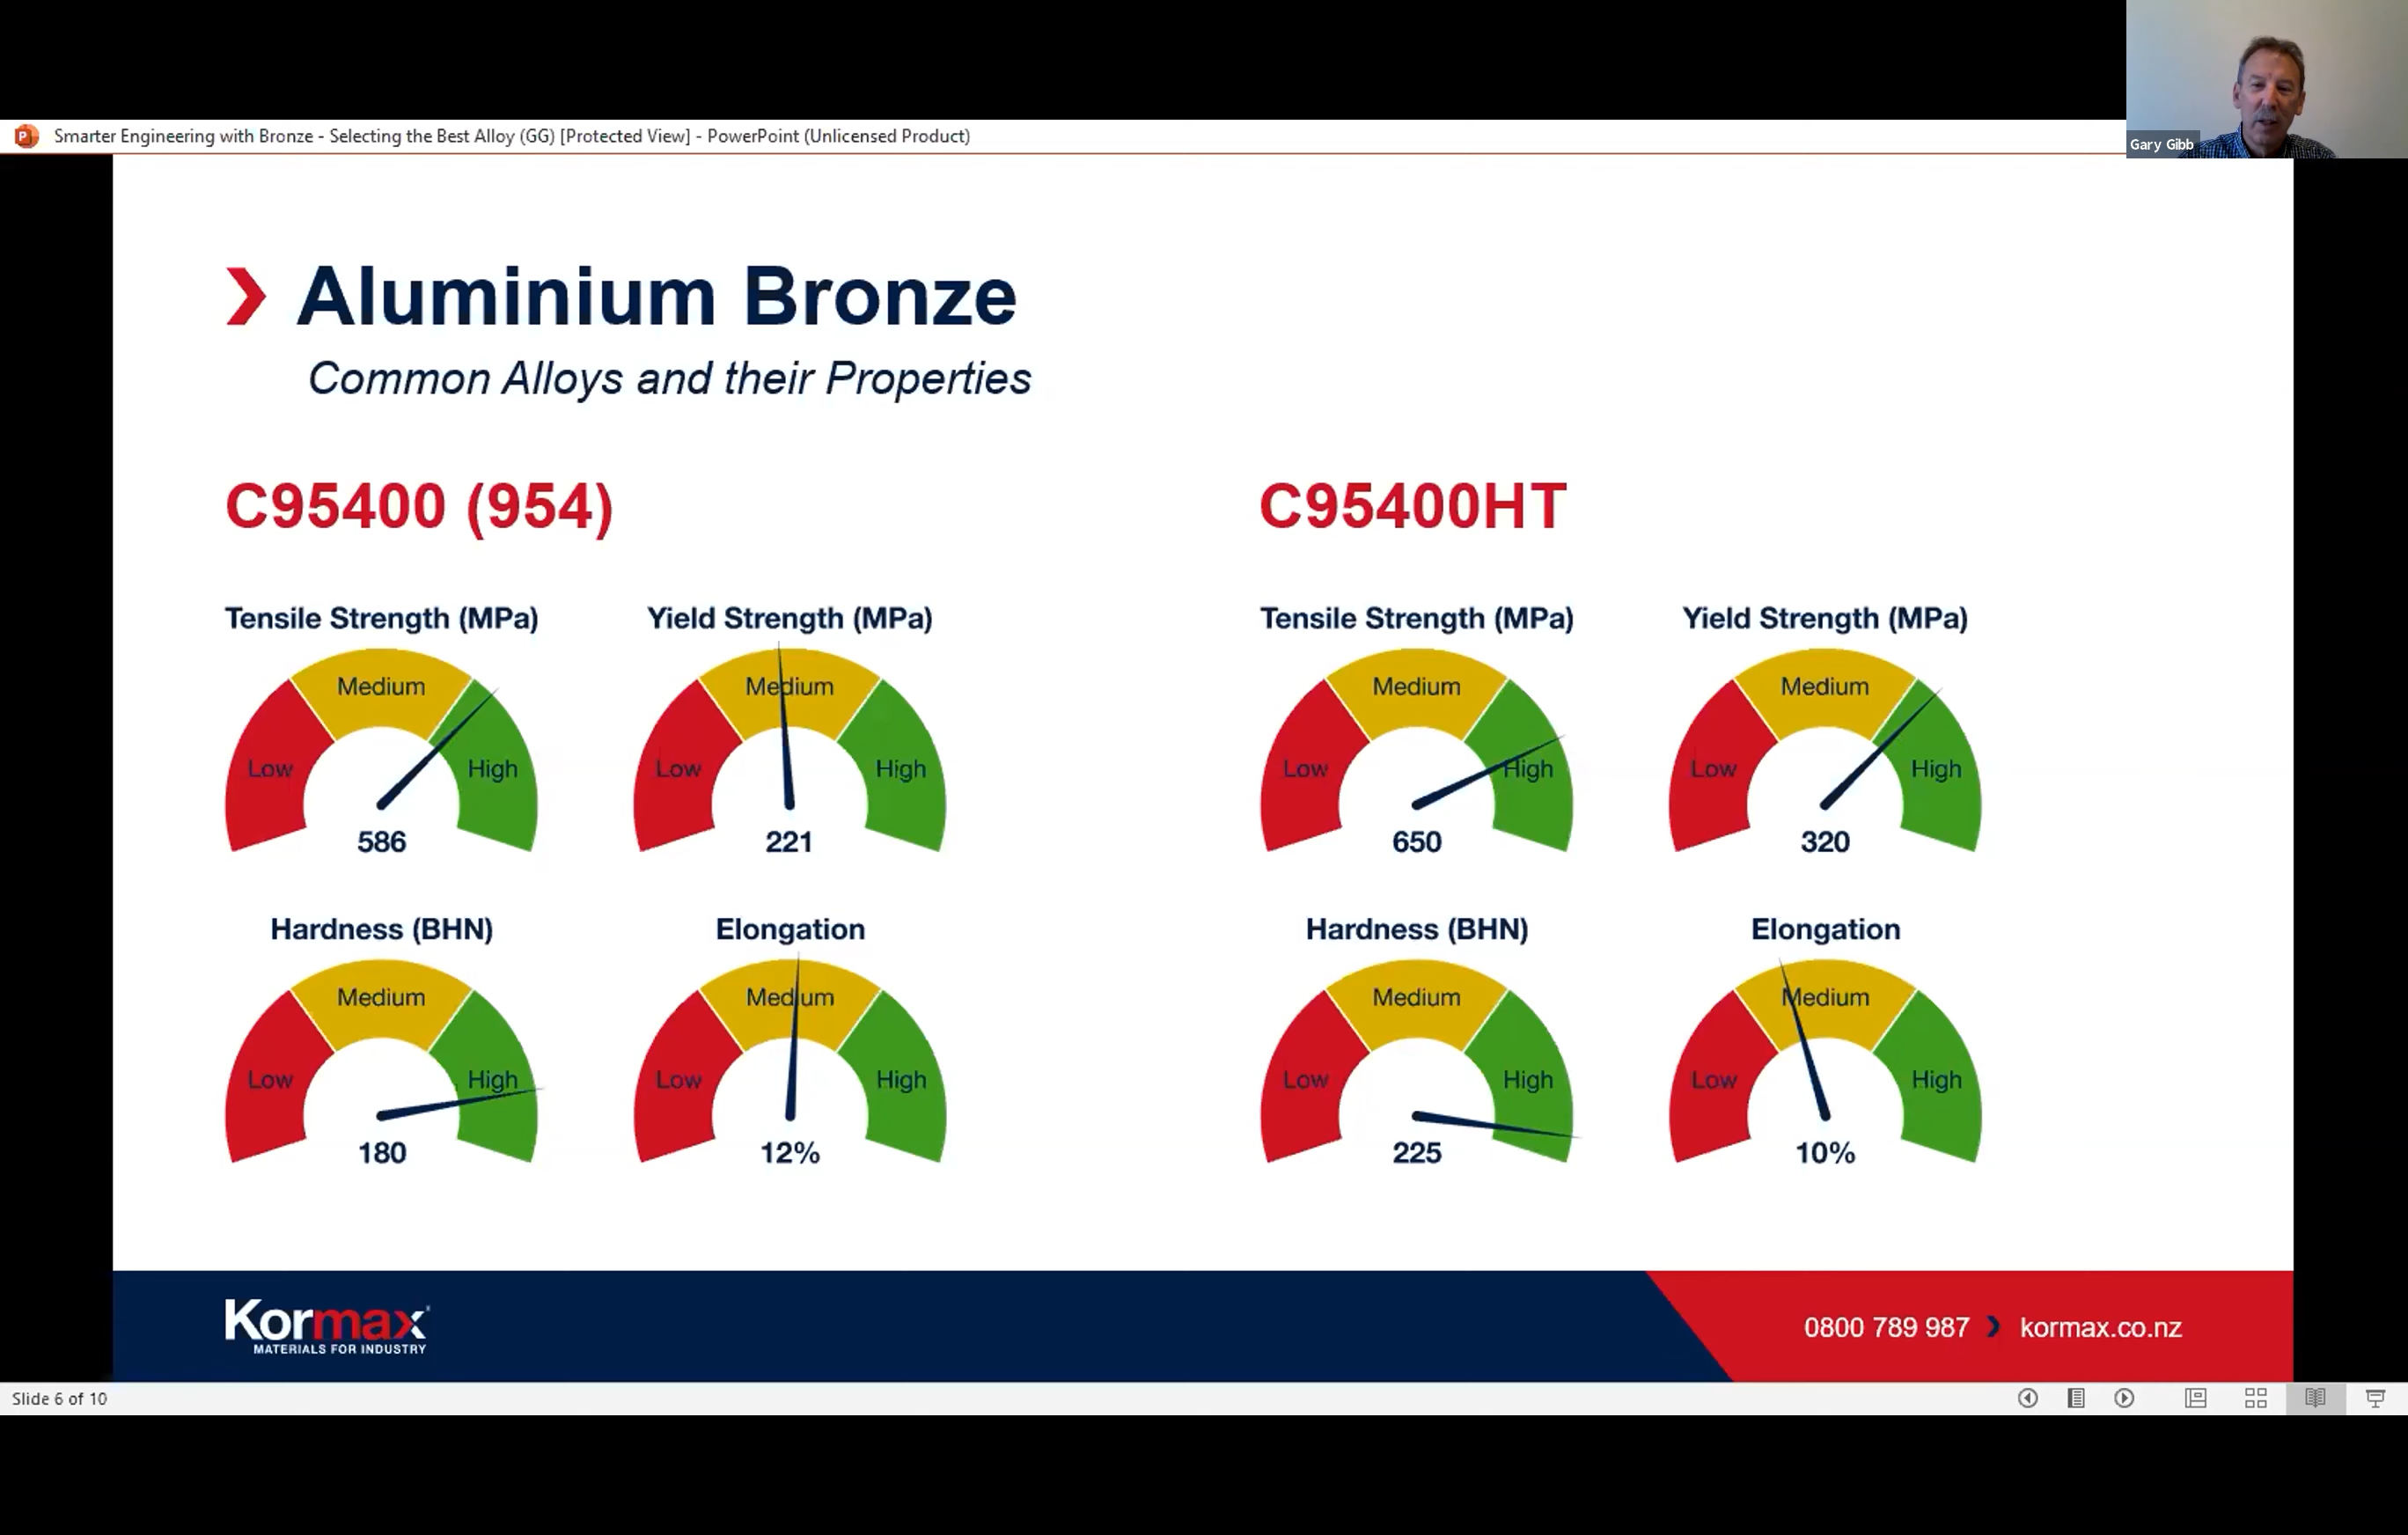 Gary Gibb
Smarter Engineering with Bronze - Selecting the Best Alloy (GG) [Protected View] - PowerPoint (Unlicensed Product)
Aluminium Bronze
Common Alloys and their Properties
C95400 (954)
Tensile Strength (MPa)
Low
Medium
High
586
Yield Strength (MPa)
Low
Medium
High
221
Hardness (BHN)
Low
Medium
High
180
Elongation
Low
Medium
High
12%
C95400HT
Tensile Strength (MPa)
Low
Medium
High
650
Yield Strength (MPa)
Low
Medium
High
320
Hardness (BHN)
Low
Medium
High
225
Elongation
Low
Medium
High
10%
Kormax
MATERIALS FOR INDUSTRY
0800 789 987 kormax.co.nz
Slide 6 of 10